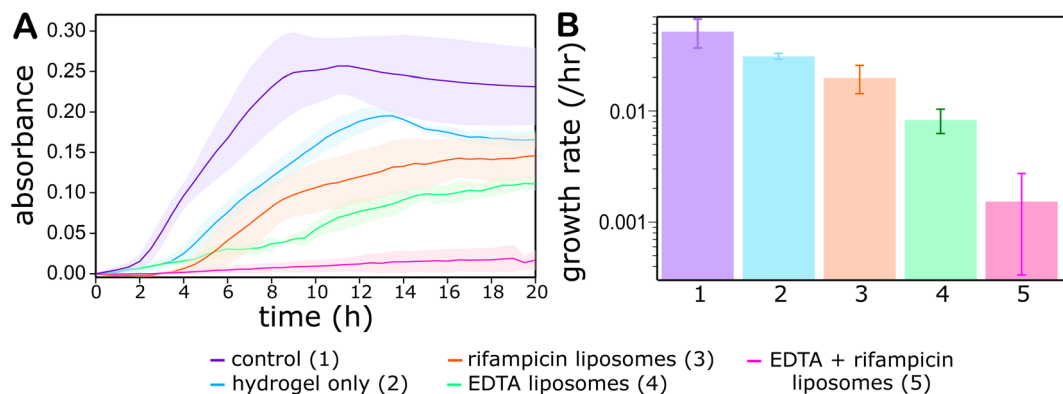 A
0.30
0.25
0.20
0.15
0.10
0.05
0.00
absorbance
0 2 4 6 8 10 11 14 16 18 20
time (h)
B
0.01
0.001
growth rate (/hr)
1 2 3 4 5
control (1)
hydrogel only (2)
rifampicin liposomes (3)
EDTA liposomes (4)
EDTA + rifampicin
liposomes (5)